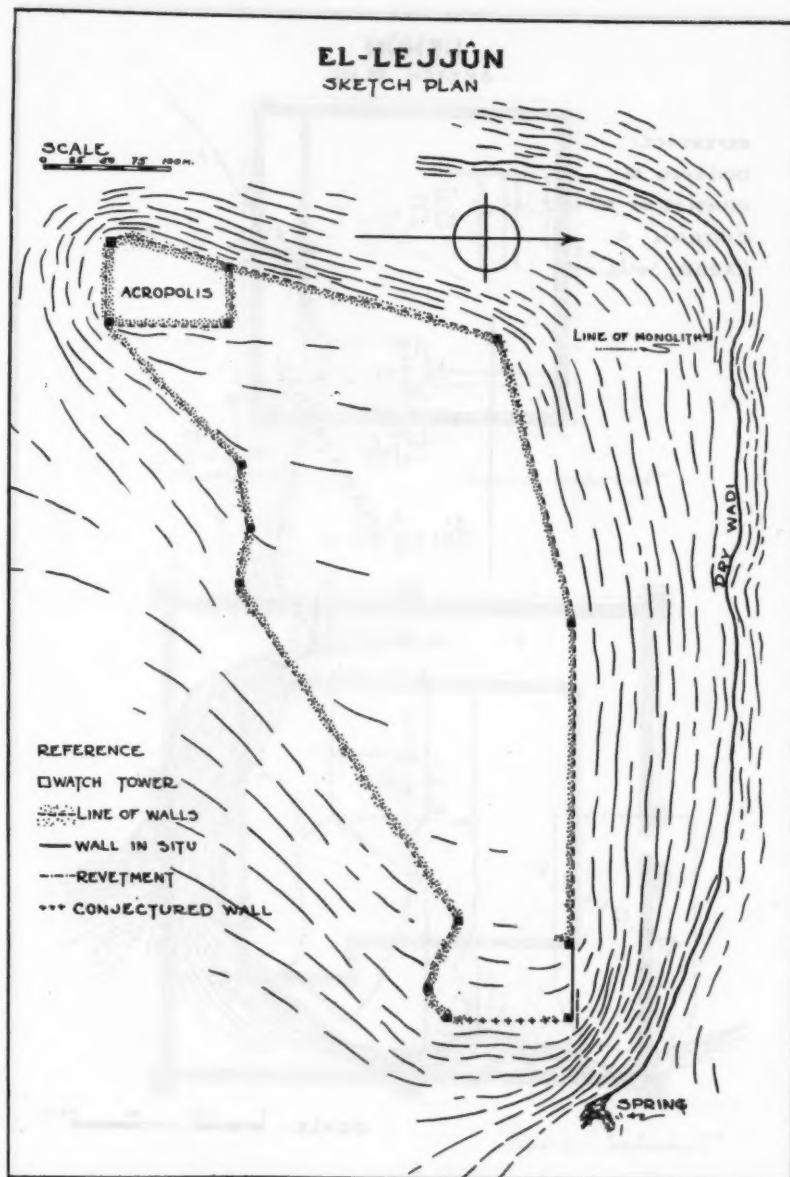 EL-LEJJÛN
SKETCH PLAN
SCALE
0 25 50 75 100 M.
ACROPOLIS
LINE OF MONOLITHS
DRY WADI
REFERENCE
WATCH TOWER
LINE OF WALLS
WALL IN SITU
REVETMENT
CONJECTURED WALL
SPRING